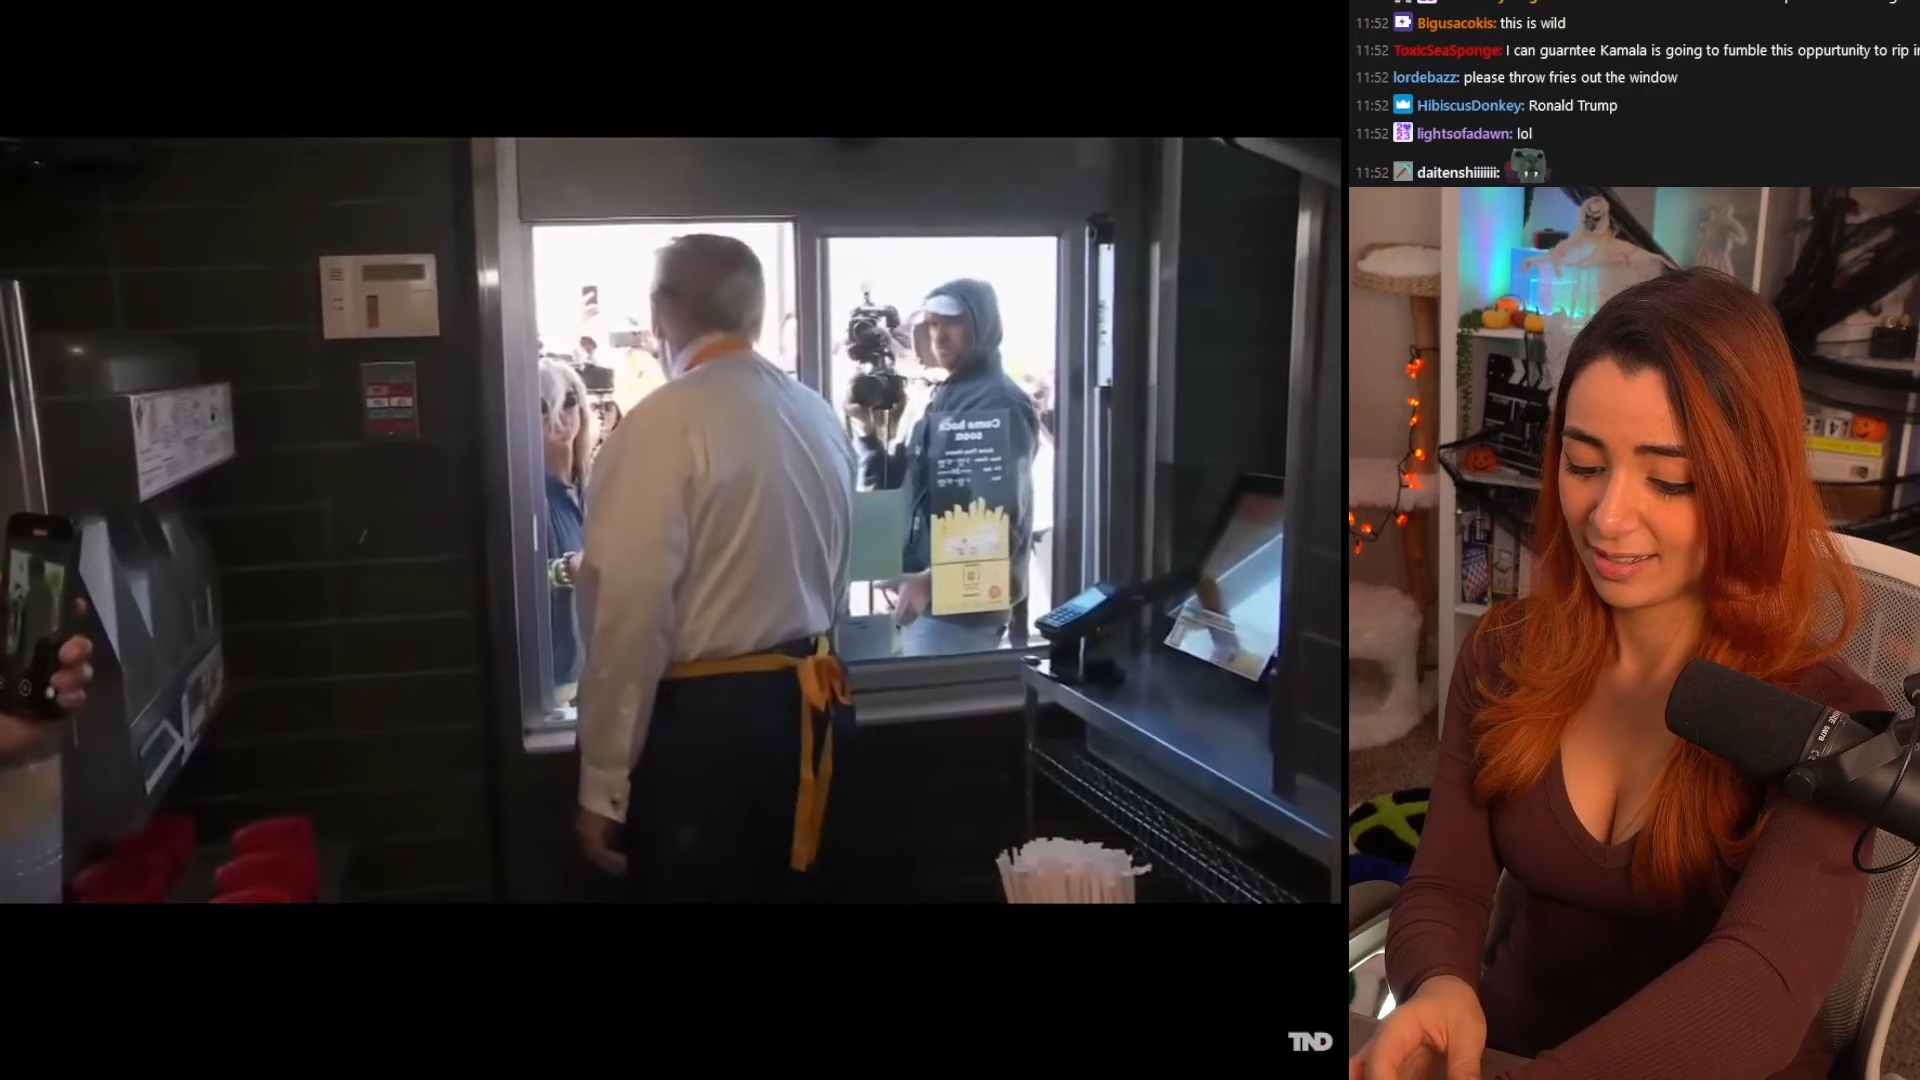 11:52 Bigusacokis: this is wild
11:52 ToxicSeaSponge: I can guarntee Kamala is going to fumble this oppurtunity to rip i
11:52 lordebazz: please throw fries out the window
11:52 HibiscusDonkey: Ronald Trump
11:52 lightsofadawn: lol
11:52 daitenshiiiiiii:
Come back
soon
TND